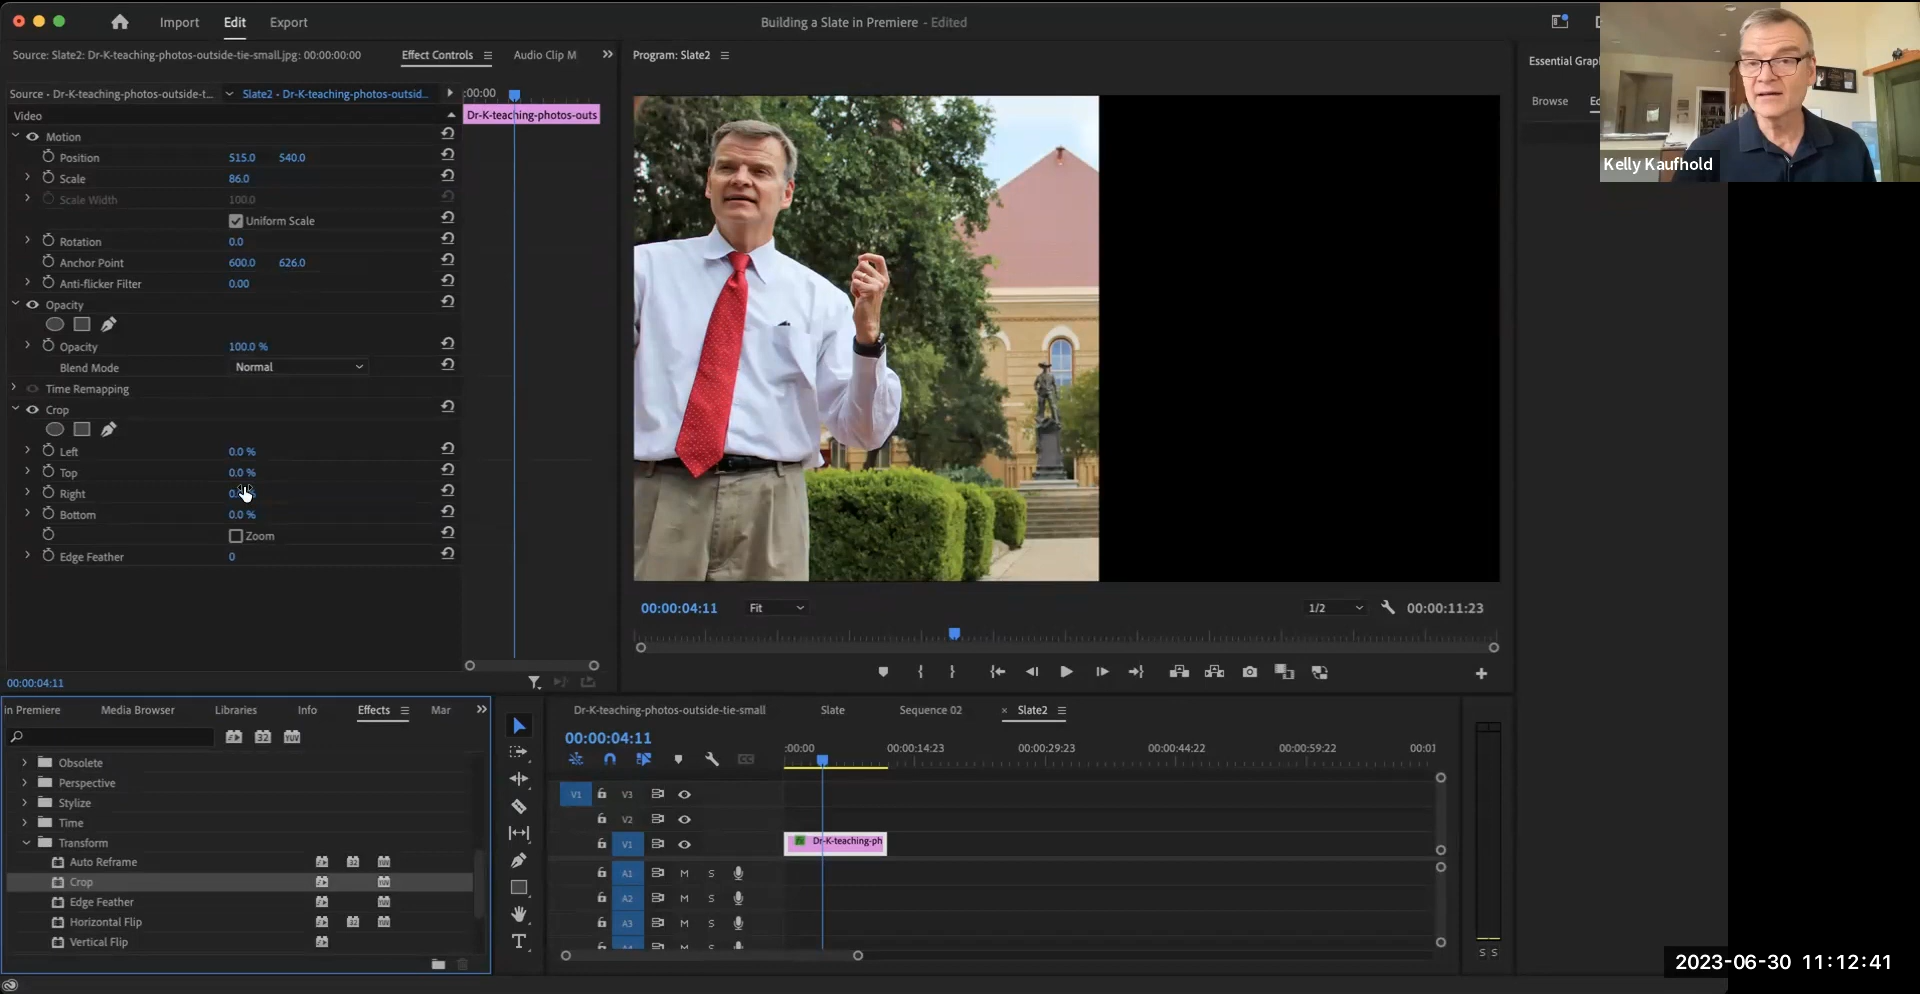 Import Edit Export
Building a Slate in Premiere - Edited
Source: Slate2: Dr-K-teaching-photos-outside-tie-small.jpg: 00:00:00:00
Effect Controls
Audio Clip M
Program: Slate2
Essential Grap
Browse
Kelly Kaufhold
Source - Dr-K-teaching-photos-outside-t...
Slate2 - Dr-K-teaching-photos-outsid...
:00:00
Video
Dr-K-teaching-photos-outs
Motion
Position 515.0 540.0
Scale 86.0
Scale Width 100.0
Uniform Scale
Rotation 0.0
Anchor Point 600.0 626.0
Anti-flicker Filter 0.00
Opacity
Opacity 100.0 %
Blend Mode Normal
Time Remapping
Crop
Left 0.0 %
Top 0.0 %
Right
Bottom 0.0 %
Zoom
Edge Feather 0
00:00:04:11
00:00:04:11 Fit 1/2 00:00:11:23
in Premiere Media Browser Libraries Info Effects Mar
Obsolete
Perspective
Stylize
Time
Transform
Auto Reframe
Crop
Edge Feather
Horizontal Flip
Vertical Flip
Dr-K-teaching-photos-outside-tie-small Slate Sequence 02 × Slate2
00:00:04:11
:00:00 00:00:14:23 00:00:29:23 00:00:44:22 00:00:59:22 00:01
V1 V3
V2
V1 Dr-K-teaching-ph
A1 M S
A2 M S
A3 M S
S S
2023-06-30 11:12:41